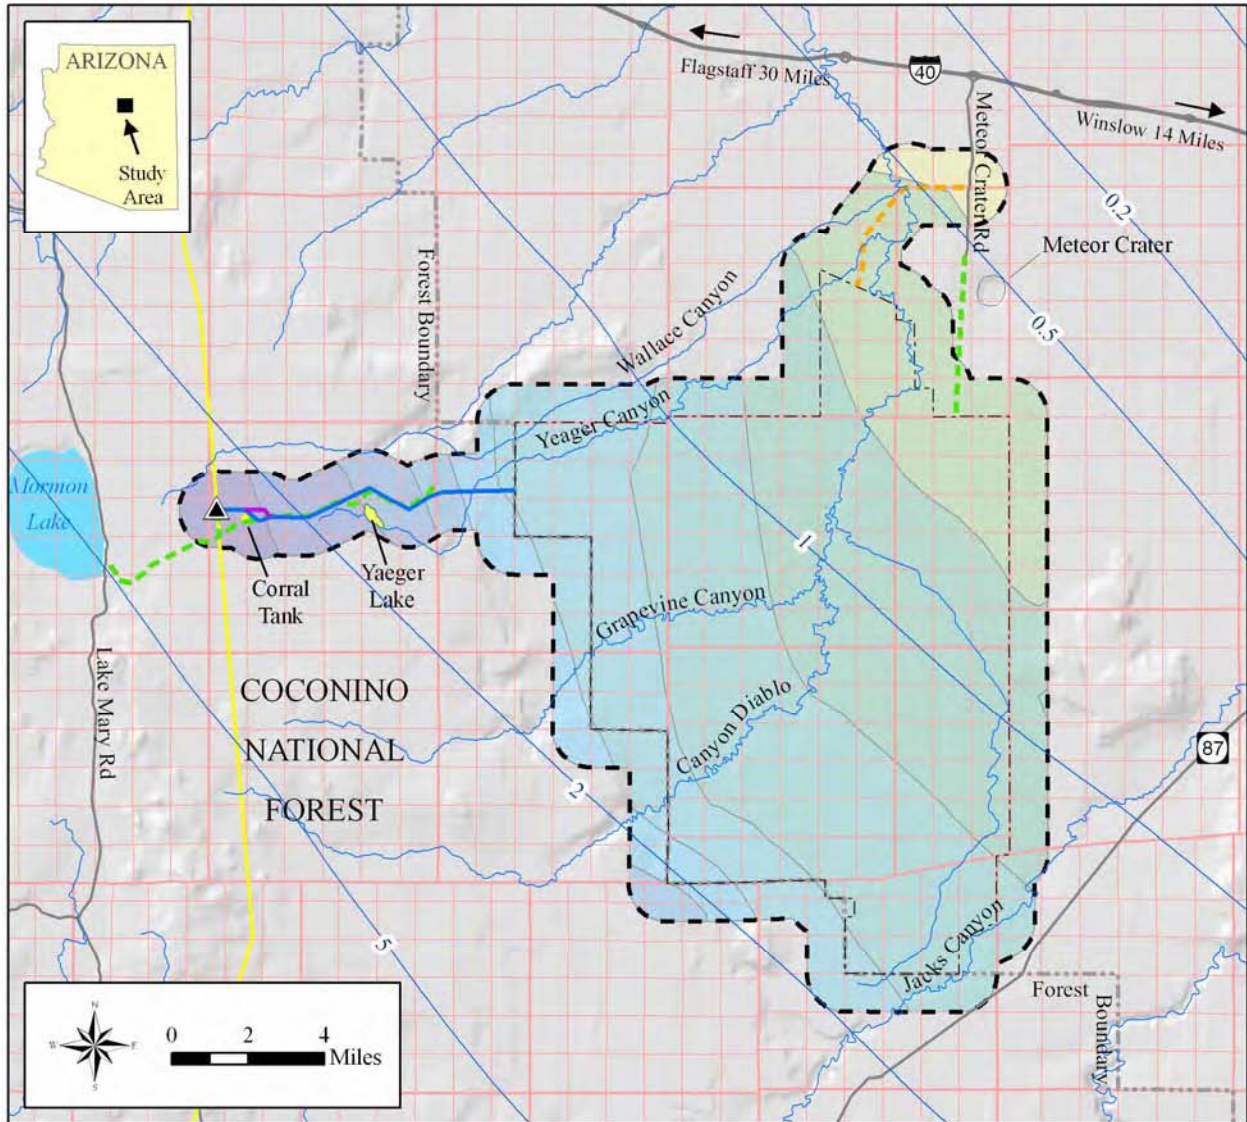 ARIZONA
Study
Area
Flagstaff 30 Miles
40
Winslow 14 Miles
Meteor Crater Rd
0.2
Meteor Crater
0.5
Forest Boundary
Wallace Canyon
Yeager Canyon
Mormon
Lake
Corral
Tank
Yaeger
Lake
1
Grapevine Canyon
Lake Mary Rd
COCONINO
NATIONAL
FOREST
Canyon Diablo
87
2
5
Jacks Canyon
Forest
Boundary
N
W
E
S
0
2
4
Miles